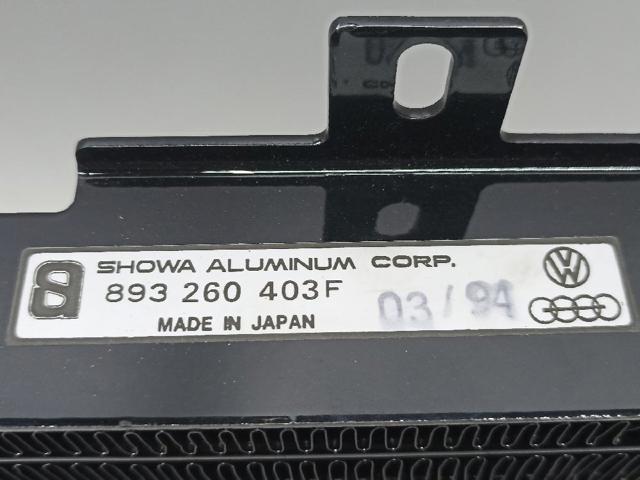 SHOWA ALUMINUM CORP.
893 260 403F
03/94
MADE IN JAPAN